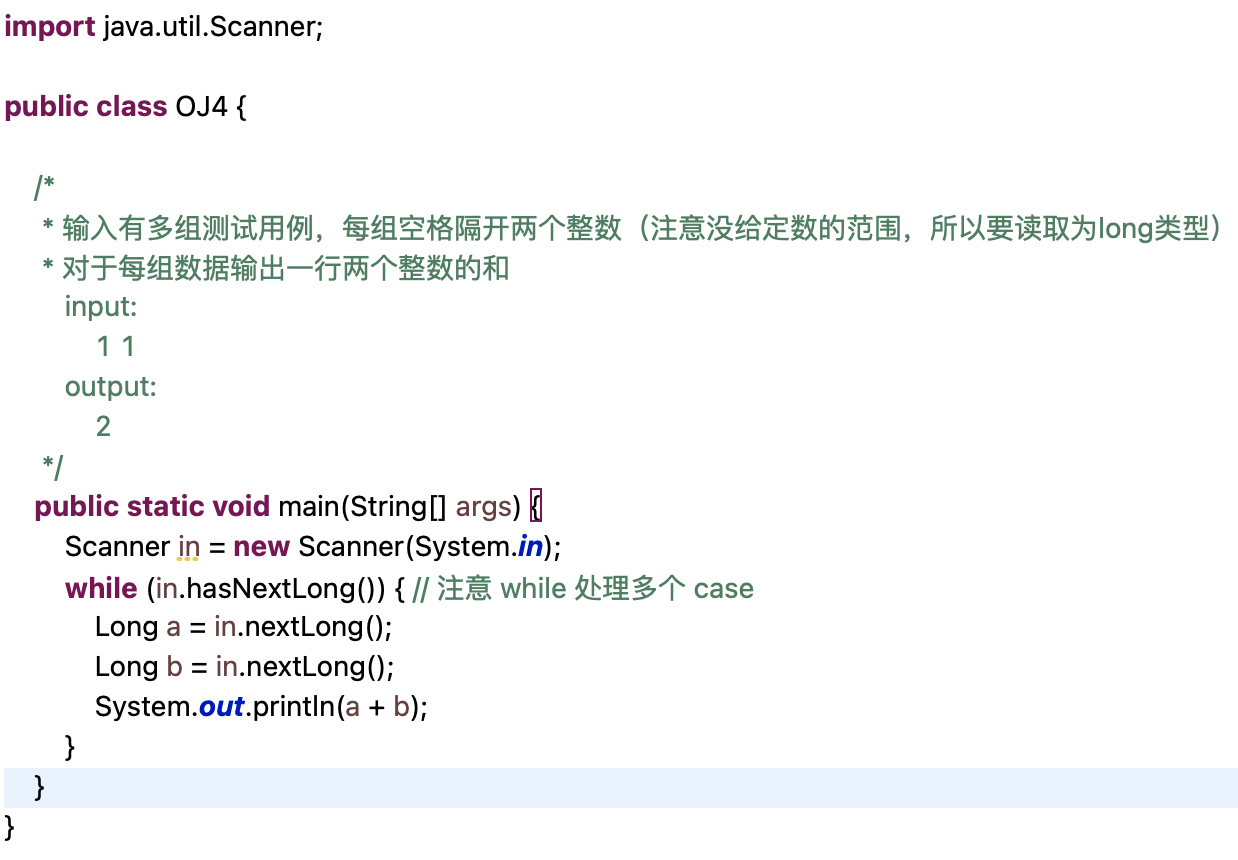 import java.util.Scanner;
public class OJ4 {
/*
* 输入有多组测试用例，每组空格隔开两个整数（注意没给定数的范围，所以要读取为long类型）
* 对于每组数据输出一行两个整数的和
input:
1 1
output:
2
*/
public static void main(String[] args) {
Scanner in = new Scanner(System.in);
while (in.hasNextLong()) { // 注意 while 处理多个 case
Long a = in.nextLong();
Long b = in.nextLong();
System.out.println(a + b);
}
}
}